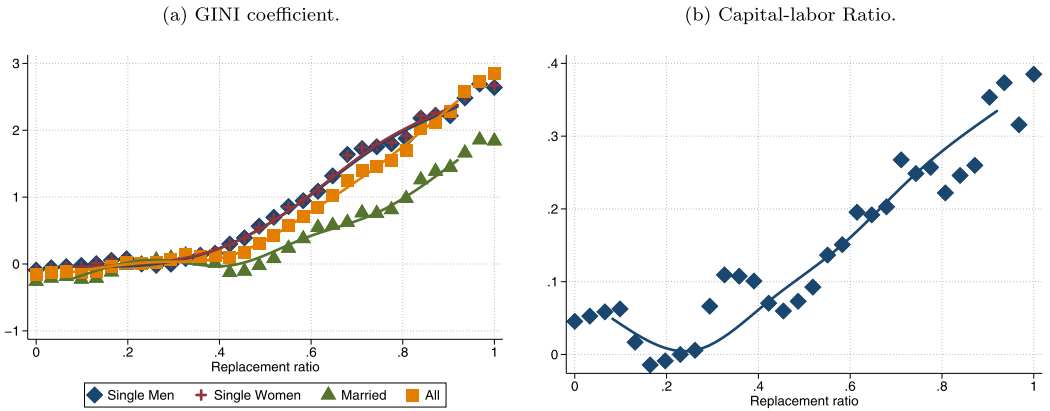 (a) GINI coefficient.
3
2
1
0
−1
0 .2 .4 .6 .8 1
Replacement ratio
Single Men Single Women Married All
(b) Capital-labor Ratio.
.4
.3
.2
.1
0
0 .2 .4 .6 .8 1
Replacement ratio